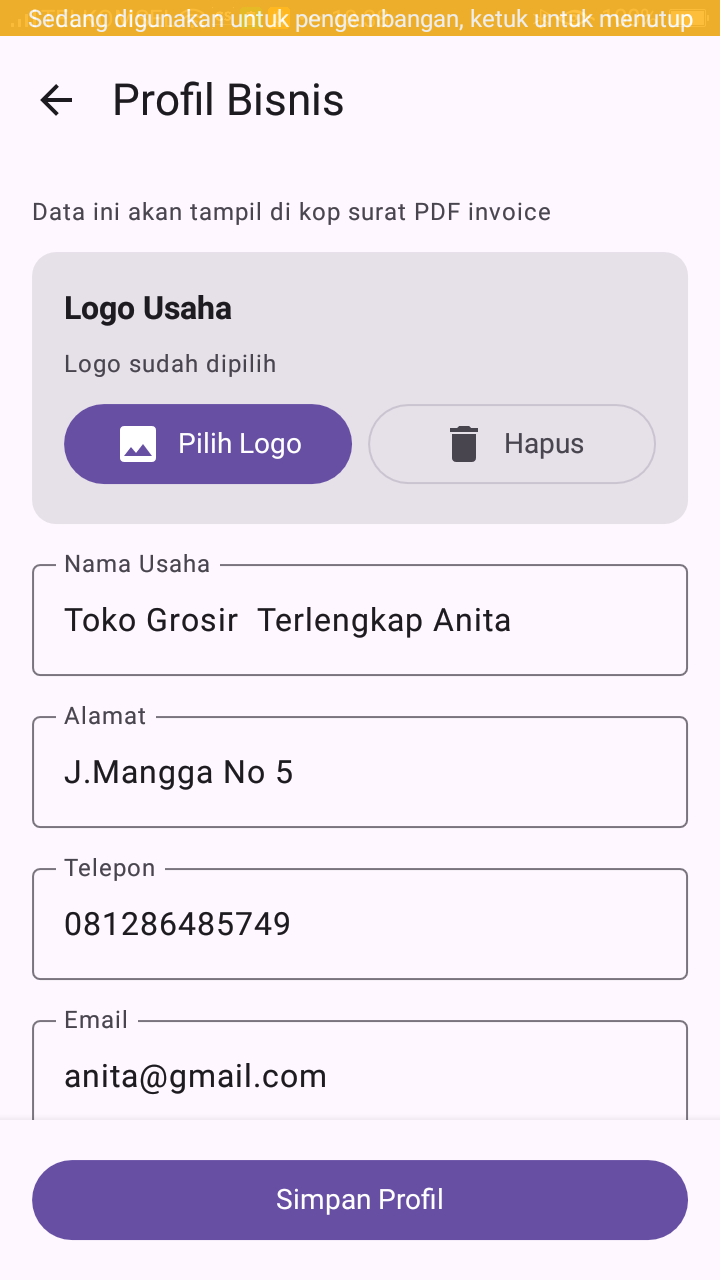 Sedang digunakan untuk pengembangan, ketuk untuk menutup
Profil Bisnis
Data ini akan tampil di kop surat PDF invoice
Logo Usaha
Logo sudah dipilih
Pilih Logo
Hapus
Nama Usaha
Toko Grosir  Terlengkap Anita
Alamat
J.Mangga No 5
Telepon
081286485749
Email
anita@gmail.com
Simpan Profil